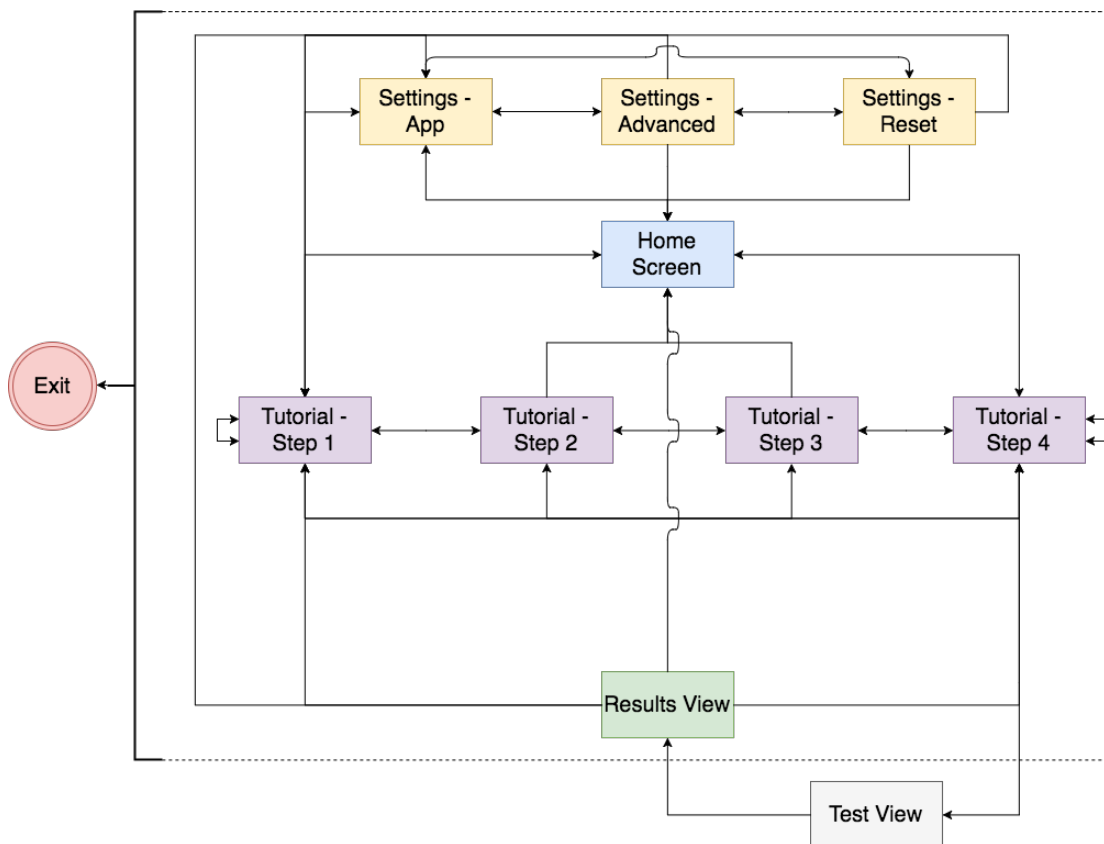 Settings -
App
Settings -
Advanced
Settings -
Reset
Home
Screen
Exit
Tutorial -
Step 1
Tutorial -
Step 2
Tutorial -
Step 3
Tutorial -
Step 4
Results View
Test View